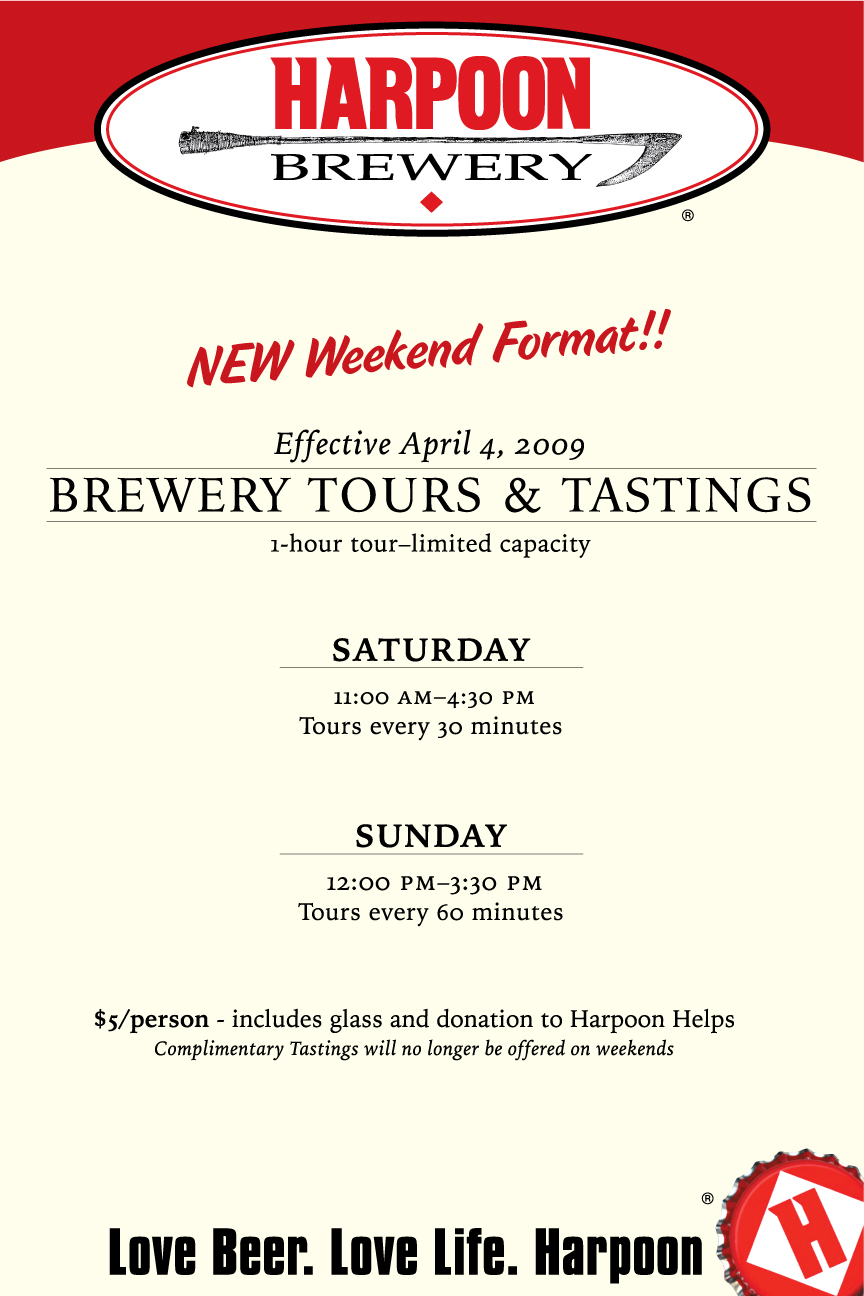 HARPOON
BREWERY
®
NEW Weekend Format!!
Effective April 4, 2009
BREWERY TOURS & TASTINGS
1-hour tour–limited capacity
SATURDAY
11:00 AM–4:30 PM
Tours every 30 minutes
SUNDAY
12:00 PM–3:30 PM
Tours every 60 minutes
$5/person - includes glass and donation to Harpoon Helps
Complimentary Tastings will no longer be offered on weekends
®
Love Beer. Love Life. Harpoon
H